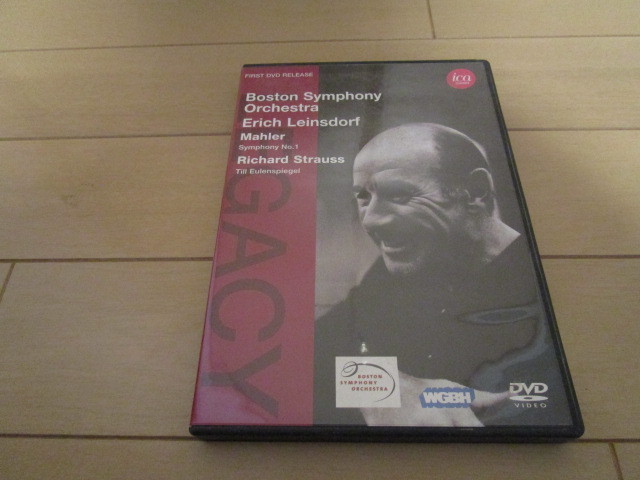 FIRST DVD RELEASE
Boston Symphony
Orchestra
Erich Leinsdorf
Mahler
Symphony No.1
Richard Strauss
Till Eulenspiegel
GACY
ica
BOSTON
SYMPHONY
ORCHESTRA
WGBH
DVD
VIDEO